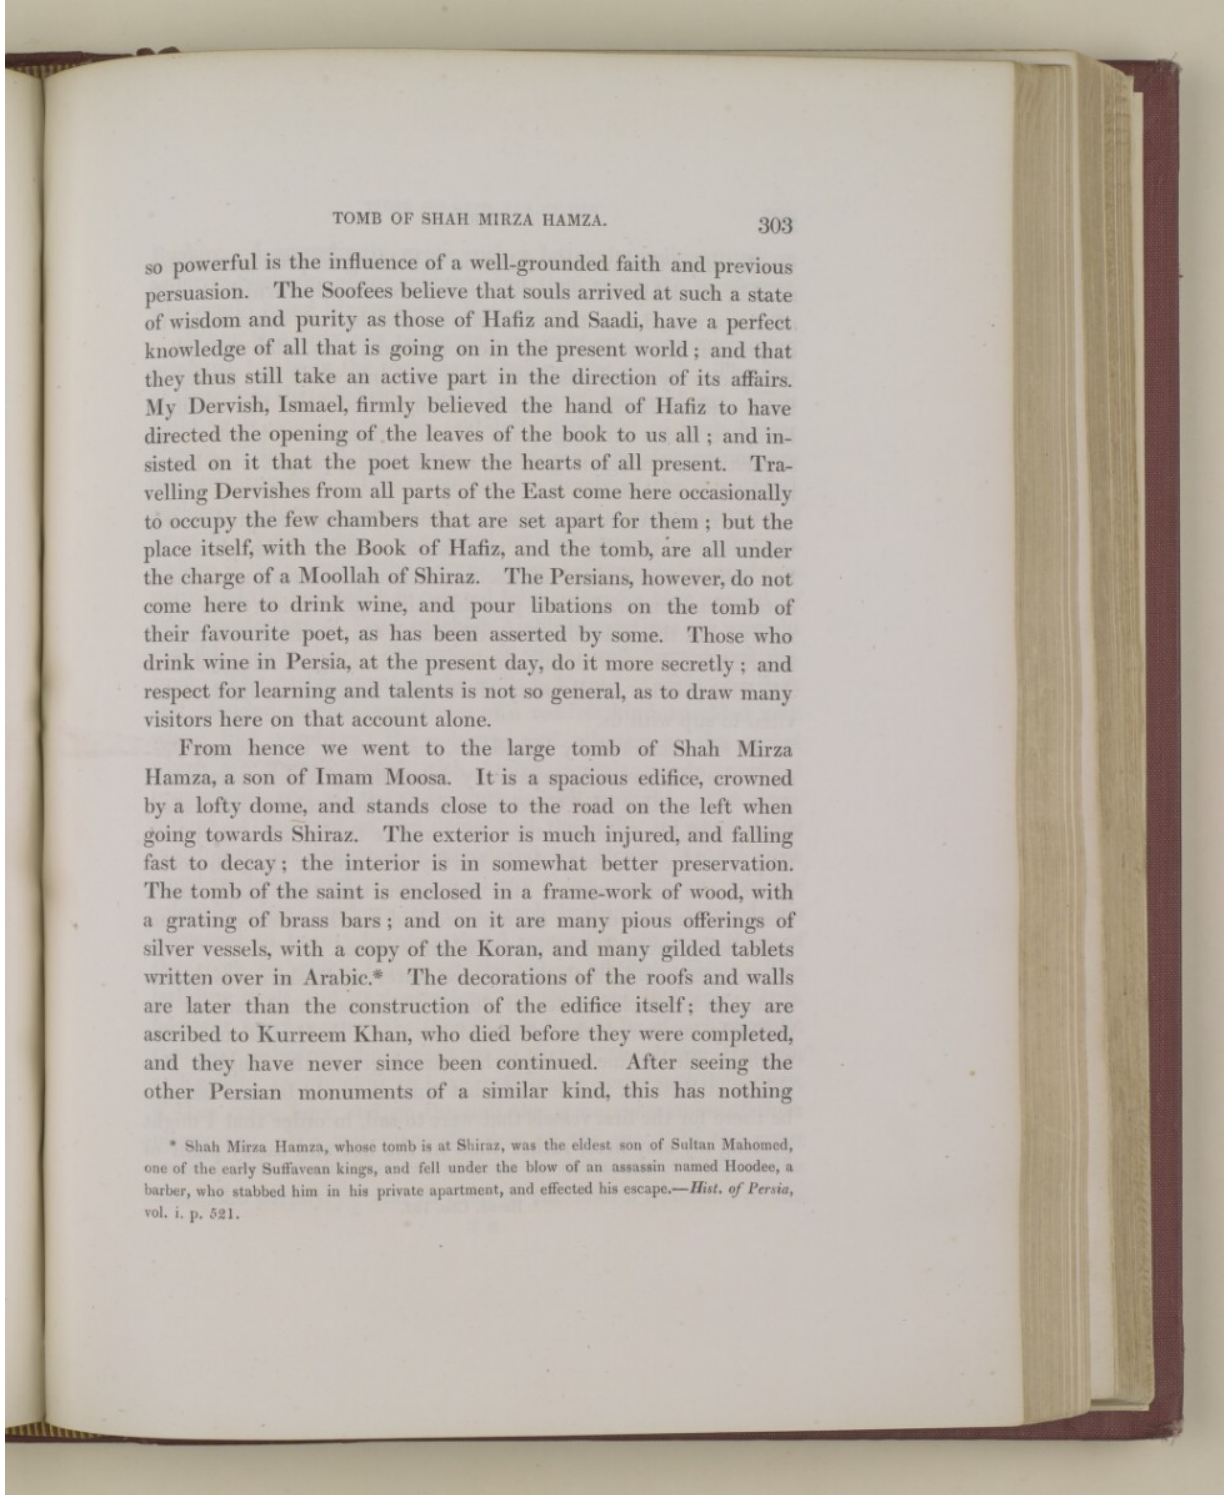 TOMB OF SHAH MIRZA HAMZA. 303
so powerful is the influence of a well-grounded faith and previous
persuasion. The Soofees believe that souls arrived at such a state
of wisdom and purity as those of Hafiz and Saadi, have a perfect
knowledge of all that is going on in the present world; and that
they thus still take an active part in the direction of its affairs.
My Dervish, Ismael, firmly believed the hand of Hafiz to have
directed the opening of the leaves of the book to us all; and in-
sisted on it that the poet knew the hearts of all present. Tra-
velling Dervishes from all parts of the East come here occasionally
to occupy the few chambers that are set apart for them; but the
place itself, with the Book of Hafiz, and the tomb, are all under
the charge of a Moollah of Shiraz. The Persians, however, do not
come here to drink wine, and pour libations on the tomb of
their favourite poet, as has been asserted by some. Those who
drink wine in Persia, at the present day, do it more secretly; and
respect for learning and talents is not so general, as to draw many
visitors here on that account alone.
From hence we went to the large tomb of Shah Mirza
Hamza, a son of Imam Moosa. It is a spacious edifice, crowned
by a lofty dome, and stands close to the road on the left when
going towards Shiraz. The exterior is much injured, and falling
fast to decay; the interior is in somewhat better preservation.
The tomb of the saint is enclosed in a frame-work of wood, with
a grating of brass bars; and on it are many pious offerings of
silver vessels, with a copy of the Koran, and many gilded tablets
written over in Arabic.* The decorations of the roofs and walls
are later than the construction of the edifice itself; they are
ascribed to Kurreem Khan, who died before they were completed,
and they have never since been continued. After seeing the
other Persian monuments of a similar kind, this has nothing
* Shah Mirza Hamza, whose tomb is at Shiraz, was the eldest son of Sultan Mahomed,
one of the early Suffavean kings, and fell under the blow of an assassin named Hoodee, a
barber, who stabbed him in his private apartment, and effected his escape.—Hist. of Persia,
vol. i. p. 521.